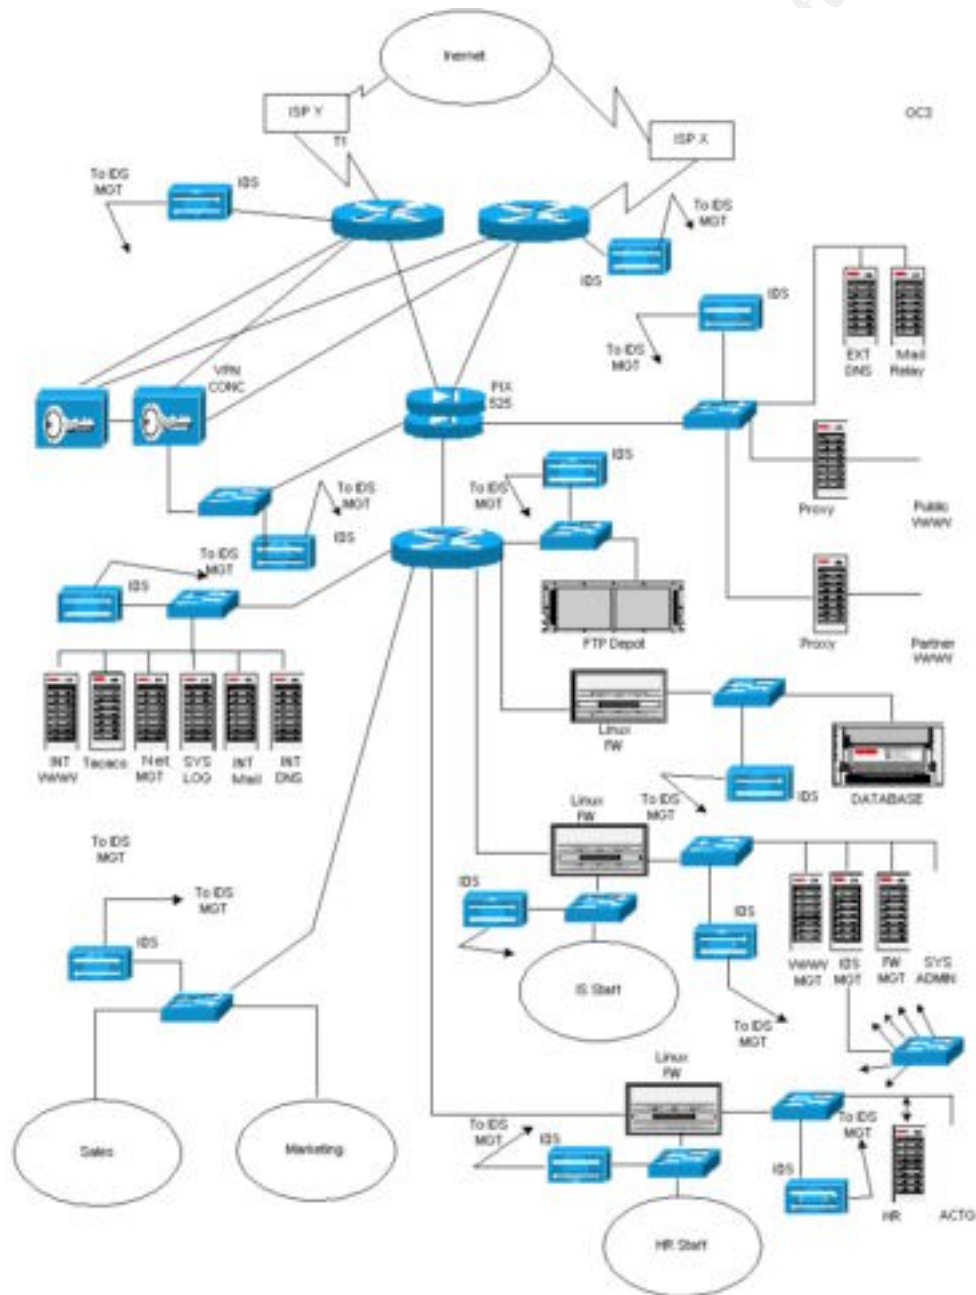 Inernet
ISP Y
OC3
T1
ISP X
To IDS
MGT
IDS
To IDS
MGT
IDS
IDS
To IDS
MGT
EXT
DNS
Mail
Relay
VPN
CONC
PIX
525
IDS
To IDS
MGT
To IDS
MGT
IDS
Proxy
Public
WWW
To IDS
MGT
IDS
FTP Depot
Proxy
Partner
WWW
Linux
FW
INT
WWW
Tacacs
Net
MGT
SYS
LOG
INT
Mail
INT
DNS
IDS
DATABASE
To IDS
MGT
Linux
FW
To IDS
MGT
To IDS
MGT
IDS
IDS
IDS
WWW
MGT
IDS
MGT
FW
MGT
SYS
ADMIN
IS Staff
To IDS
MGT
Linux
FW
To IDS
MGT
IDS
To IDS
MGT
IDS
Sales
Marketing
HR
ACTG
HR Staff